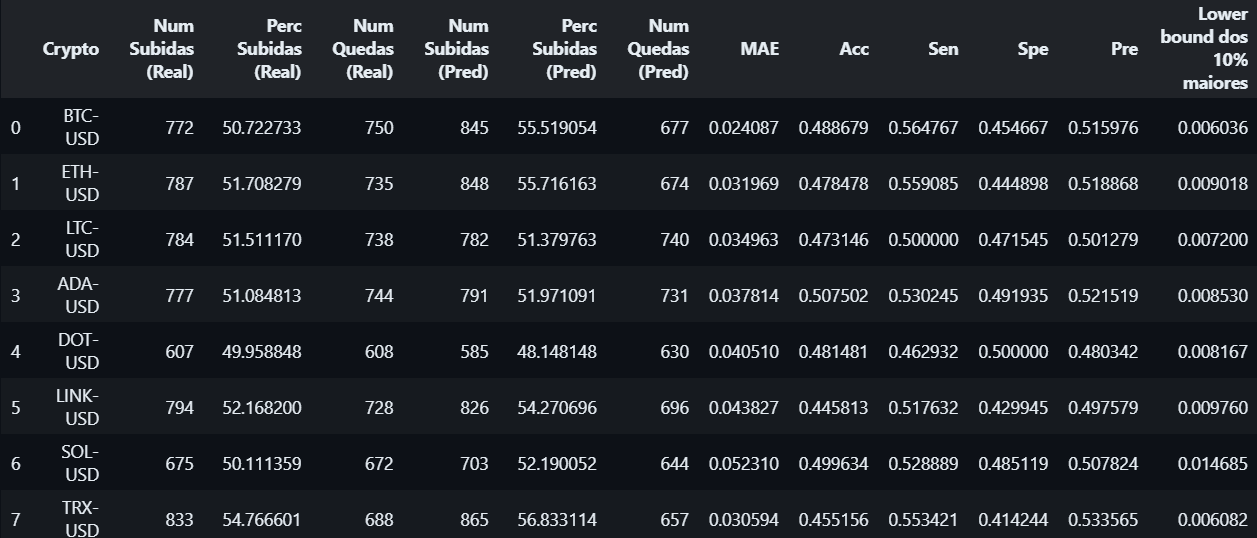 Crypto Num Subidas (Real) Perc Subidas (Real) Num Quedas (Real) Num Subidas (Pred) Perc Subidas (Pred) Num Quedas (Pred) MAE Acc Sen Spe Pre Lower bound dos 10% maiores
0 BTC-USD 772 50.722733 750 845 55.519054 677 0.024087 0.488679 0.564767 0.454667 0.515976 0.006036
1 ETH-USD 787 51.708279 735 848 55.716163 674 0.031969 0.478478 0.559085 0.444898 0.518868 0.009018
2 LTC-USD 784 51.511170 738 782 51.379763 740 0.034963 0.473146 0.500000 0.471545 0.501279 0.007200
3 ADA-USD 777 51.084813 744 791 51.971091 731 0.037814 0.507502 0.530245 0.491935 0.521519 0.008530
4 DOT-USD 607 49.958848 608 585 48.148148 630 0.040510 0.481481 0.462932 0.500000 0.480342 0.008167
5 LINK-USD 794 52.168200 728 826 54.270696 696 0.043827 0.445813 0.517632 0.429945 0.497579 0.009760
6 SOL-USD 675 50.111359 672 703 52.190052 644 0.052310 0.499634 0.528889 0.485119 0.507824 0.014685
7 TRX-USD 833 54.766601 688 865 56.833114 657 0.030594 0.455156 0.553421 0.414244 0.533565 0.006082